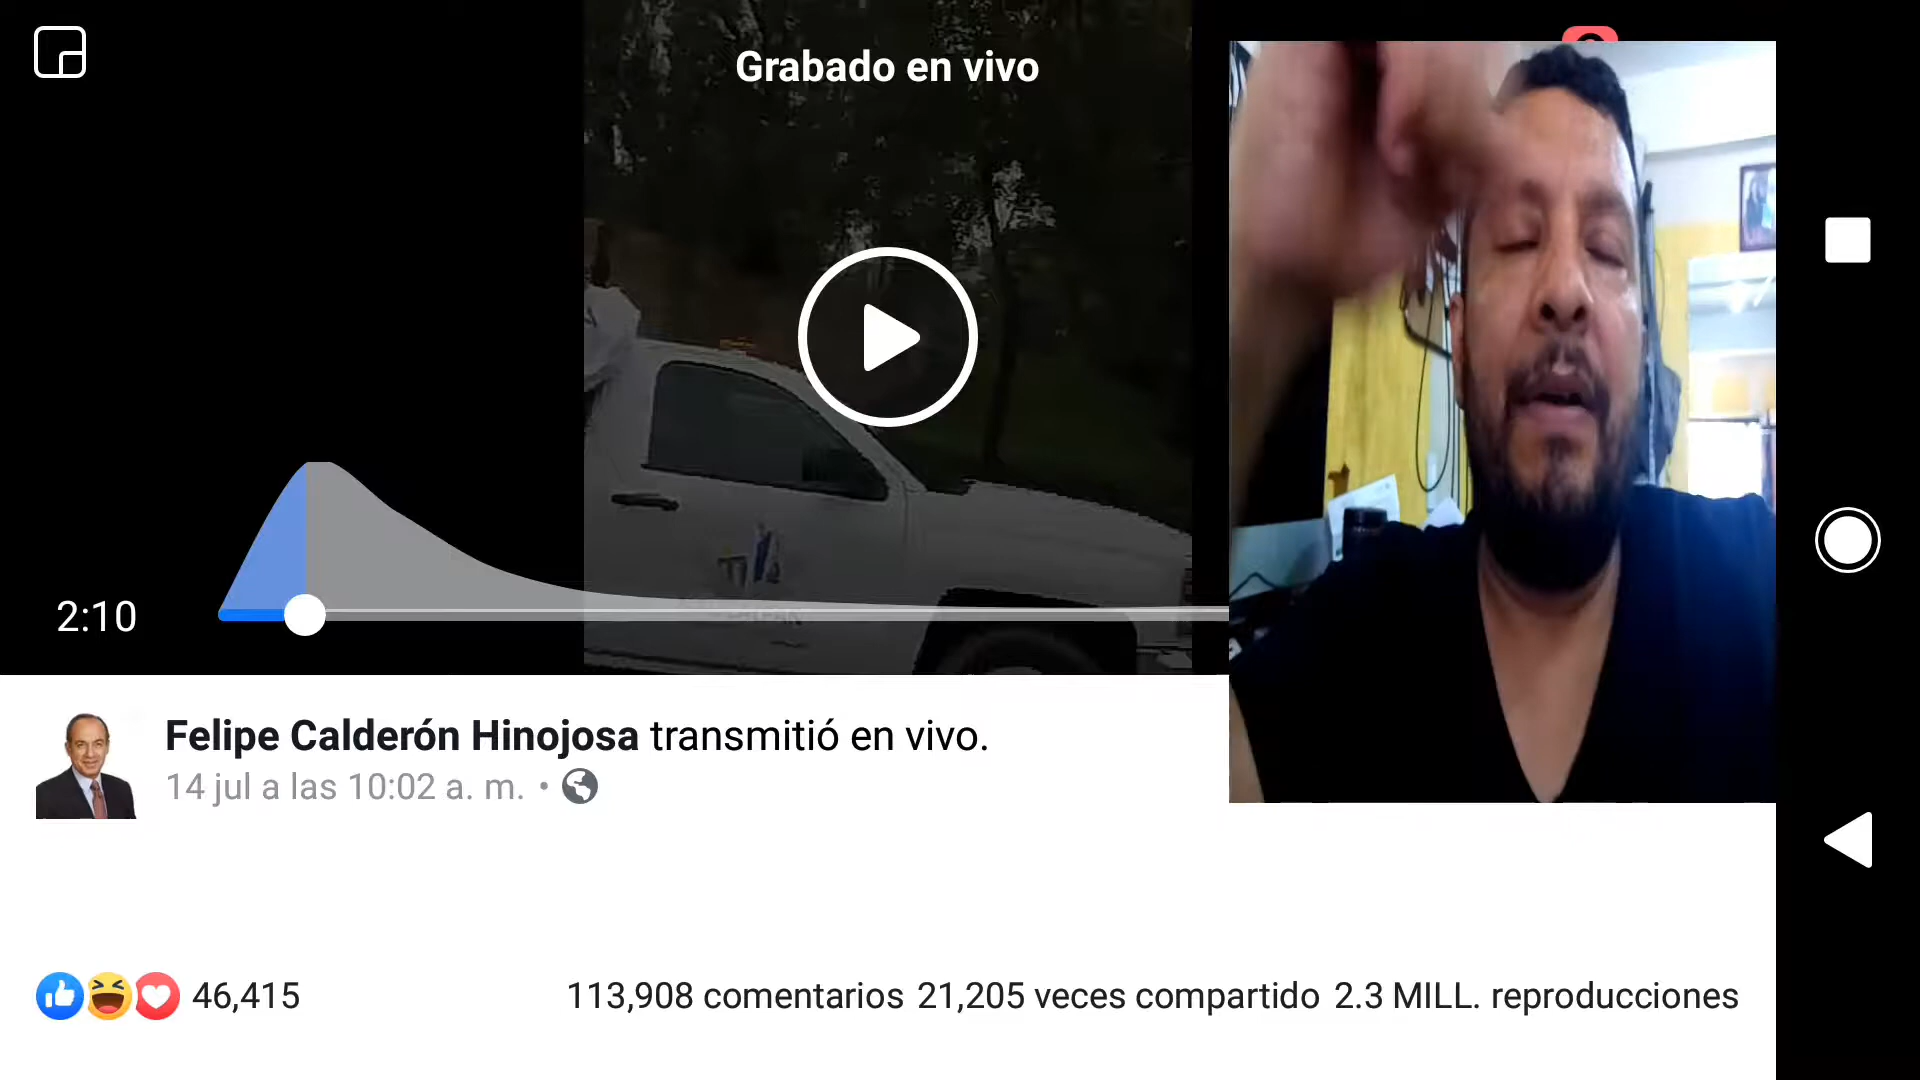 Grabado en vivo
2:10
Felipe Calderón Hinojosa transmitió en vivo.
14 jul a las 10:02 a. m. •
46,415
113,908 comentarios 21,205 veces compartido 2.3 MILL. reproducciones